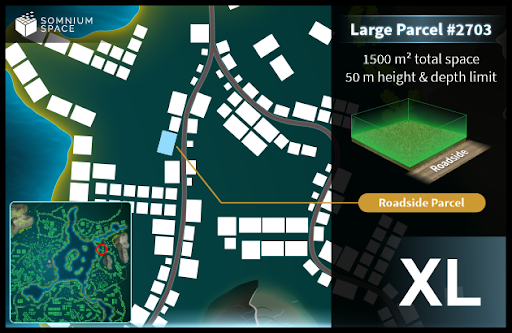 SOMNIUM
SPACE
Large Parcel #2703
1500 m² total space
50 m height & depth limit
Roadside
Roadside Parcel
XL